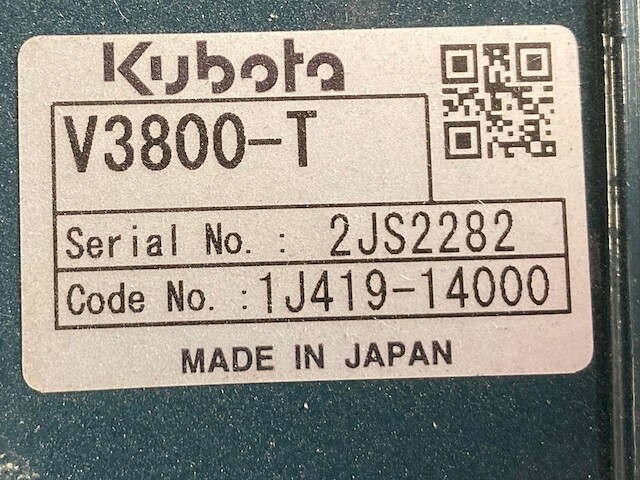 Kubota
V3800-T
Serial No. : 2JS2282
Code No. : 1J419-14000
MADE IN JAPAN